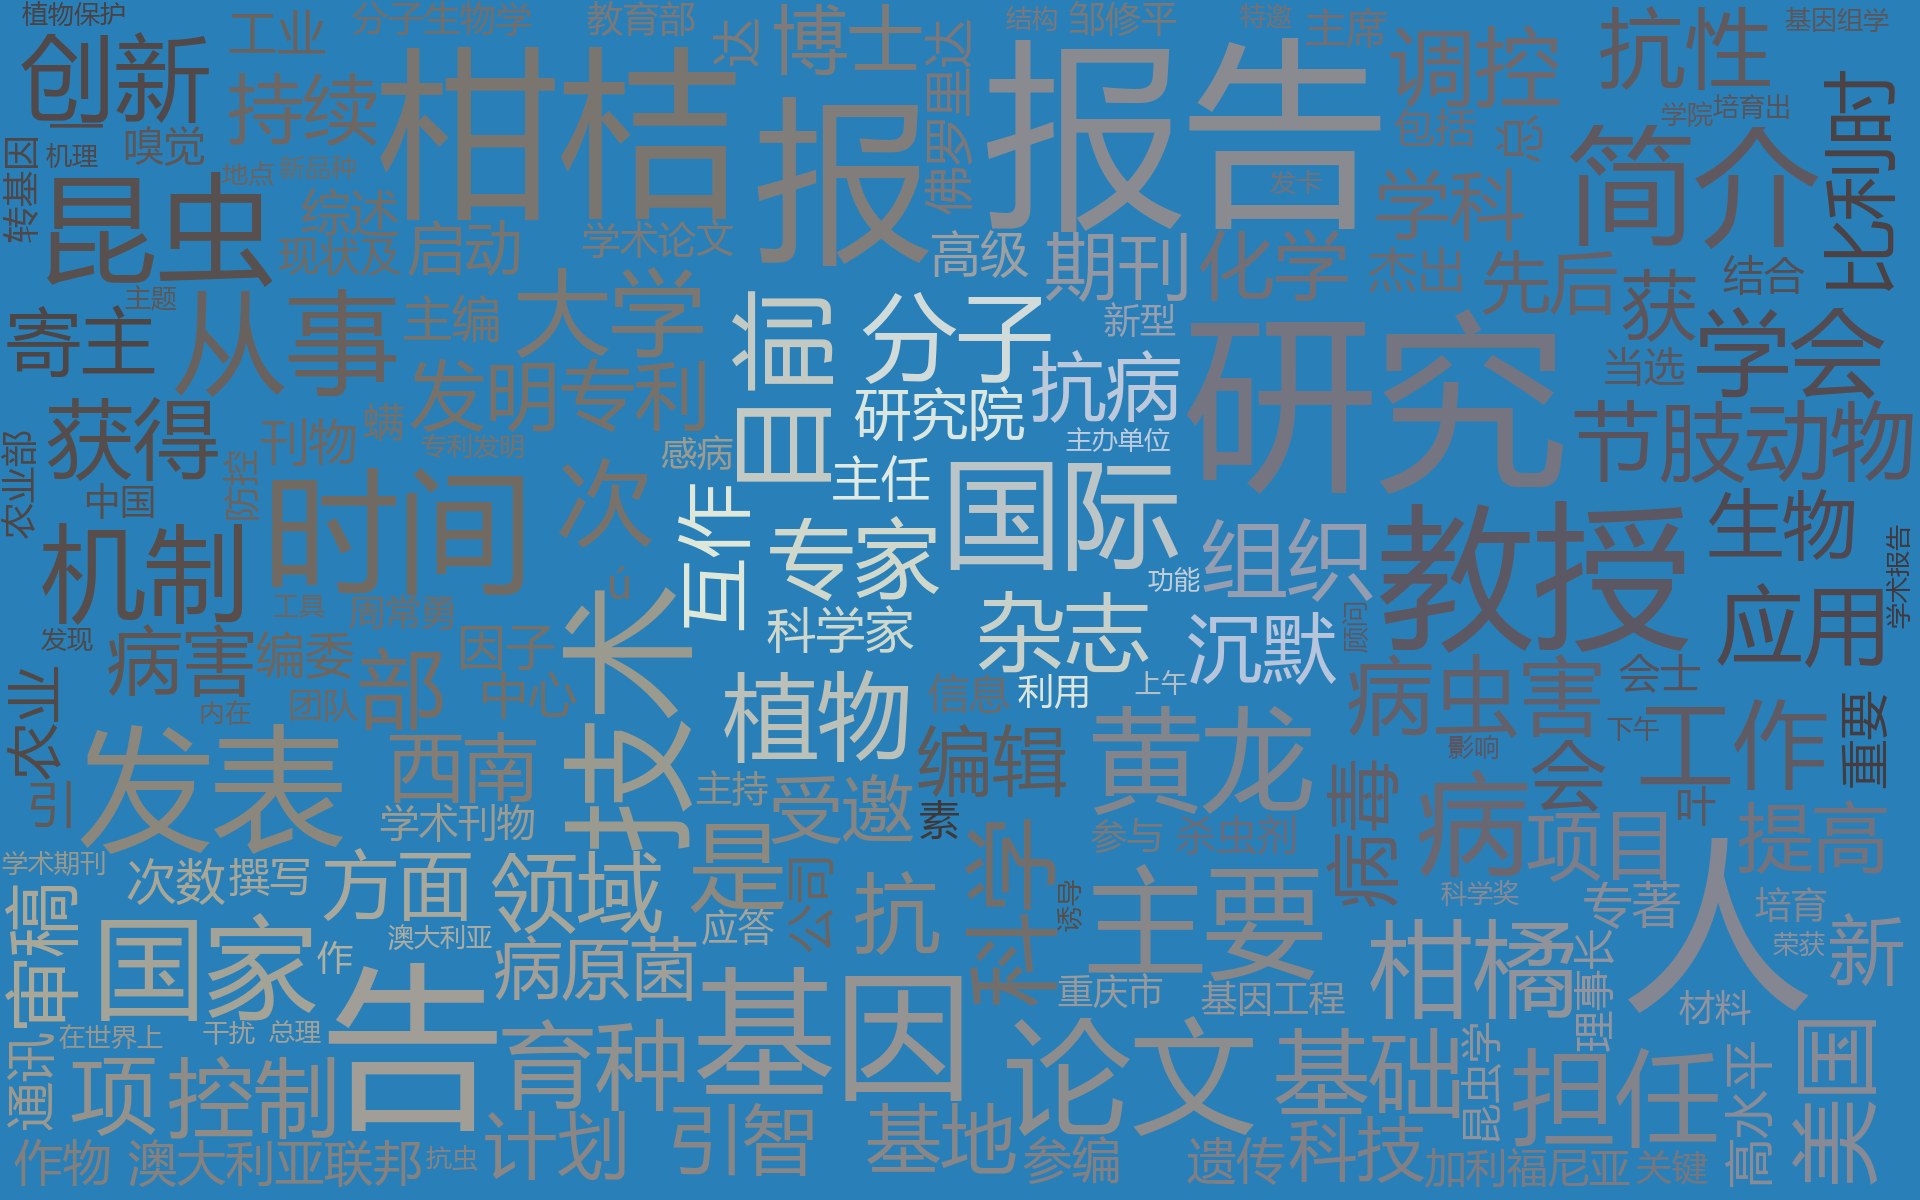 植物保护
工业
分子生物学
教育部
达
博士
佛罗里达
结构
邹修平
特邀
主席
调控
抗性
基因组学
创新
持续
柑桔
报
报告
包括
总
学院
培育出
比利时
一
嗅觉
机理
转基因
地点
新品种
发卡
学科
简介
昆虫
综述
现状及
启动
学术论文
高级
期刊
化学
杰出
先后
获
结合
主题
寄主
从事
主编
大学
目前
分子
新型
研究
当选
学会
获得
刊物
螨
发明专利
专利发明
感病
研究院
抗病
主办单位
节肢动物
农业部
中国
防控
时间
次
互作
主任
专家
国际
功能
组织
教授
生物
学术报告
机制
工具
周常勇
ú
技术
科学家
杂志
沉默
顾问
应用
发现
病害
编委
因子
部
中心
团队
内在
植物
信息
利用
上午
病虫害
会士
农业
发表
西南
主持
受邀
编辑
黄龙
影响
下午
工作
重要
引
学术刊物
素
参与
杀虫剂
病毒
病
会
叶
项目
提高
学术期刊
次数
撰写
方面
领域
是
公司
抗
科学
诱导
主要
科学奖
专著
人
培育
荣获
新
审稿
国家
作
澳大利亚
病原菌
应答
重庆市
基因工程
柑橘
理事长
材料
在世界上
干扰
总理
告
育种
基因
论文
基础
昆虫学
担任
高水平
美国
通讯
项
控制
作物
澳大利亚联邦
抗虫
计划
引智
基地
参编
遗传
科技
加利福尼亚
关键